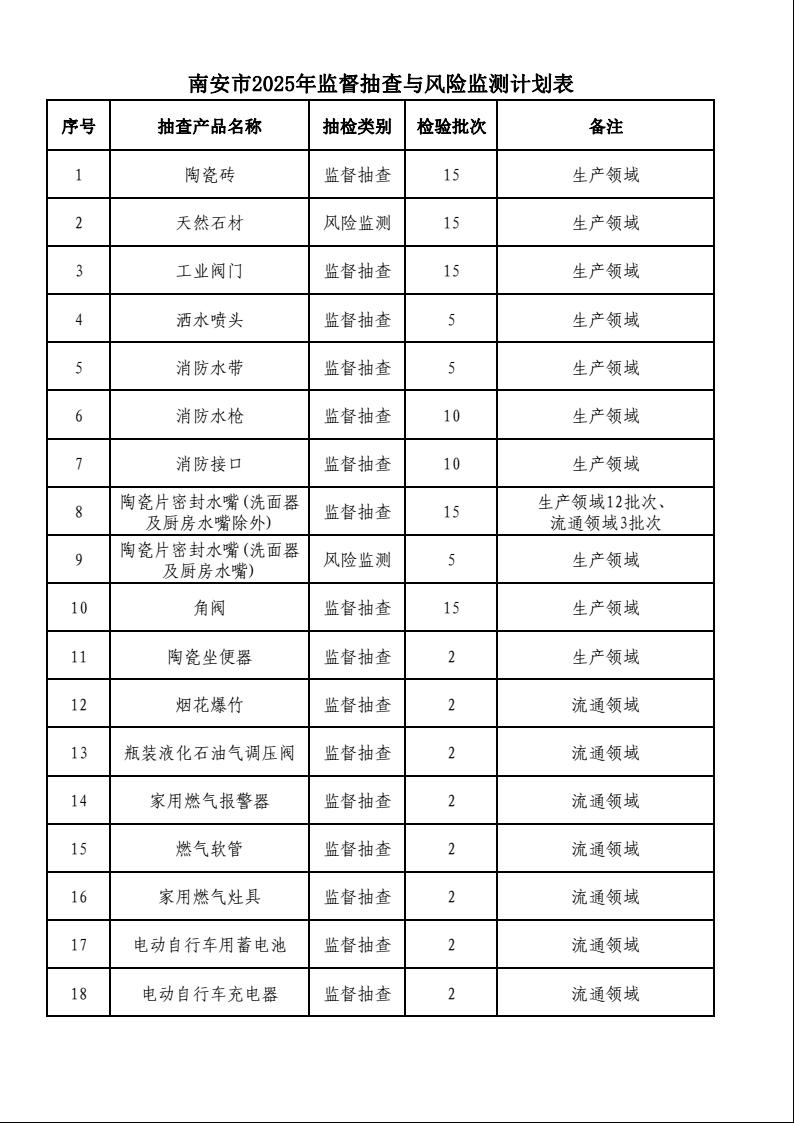 南安市2025年监督抽查与风险监测计划表
序号 抽查产品名称 抽检类别 检验批次 备注
1 陶瓷砖 监督抽查 15 生产领域
2 天然石材 风险监测 15 生产领域
3 工业阀门 监督抽查 15 生产领域
4 洒水喷头 监督抽查 5 生产领域
5 消防水带 监督抽查 5 生产领域
6 消防水枪 监督抽查 10 生产领域
7 消防接口 监督抽查 10 生产领域
8 陶瓷片密封水嘴(洗面器
及厨房水嘴除外) 监督抽查 15 生产领域12批次、
流通领域3批次
9 陶瓷片密封水嘴(洗面器
及厨房水嘴) 风险监测 5 生产领域
10 角阀 监督抽查 15 生产领域
11 陶瓷坐便器 监督抽查 2 生产领域
12 烟花爆竹 监督抽查 2 流通领域
13 瓶装液化石油气调压阀 监督抽查 2 流通领域
14 家用燃气报警器 监督抽查 2 流通领域
15 燃气软管 监督抽查 2 流通领域
16 家用燃气灶具 监督抽查 2 流通领域
17 电动自行车用蓄电池 监督抽查 2 流通领域
18 电动自行车充电器 监督抽查 2 流通领域